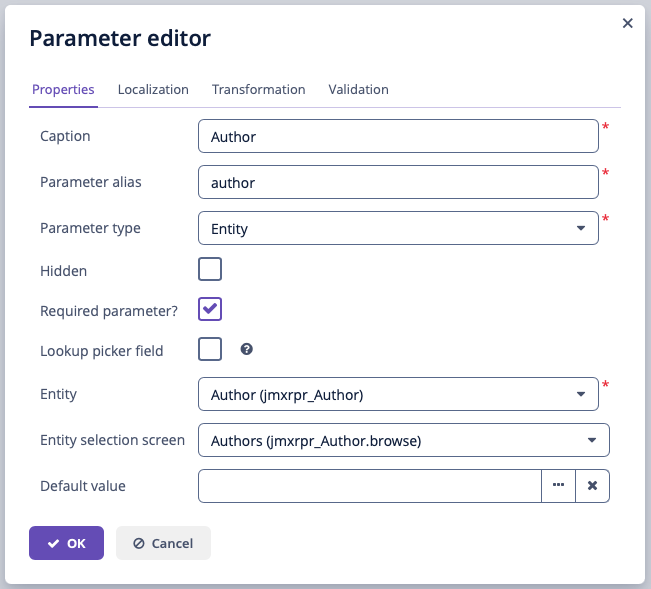 Parameter editor
Properties Localization Transformation Validation
Caption Author *
Parameter alias author *
Parameter type Entity *
Hidden
Required parameter?
Lookup picker field ?
Entity Author (jmxrpr_Author) *
Entity selection screen Authors (jmxrpr_Author.browse)
Default value ...
OK Cancel